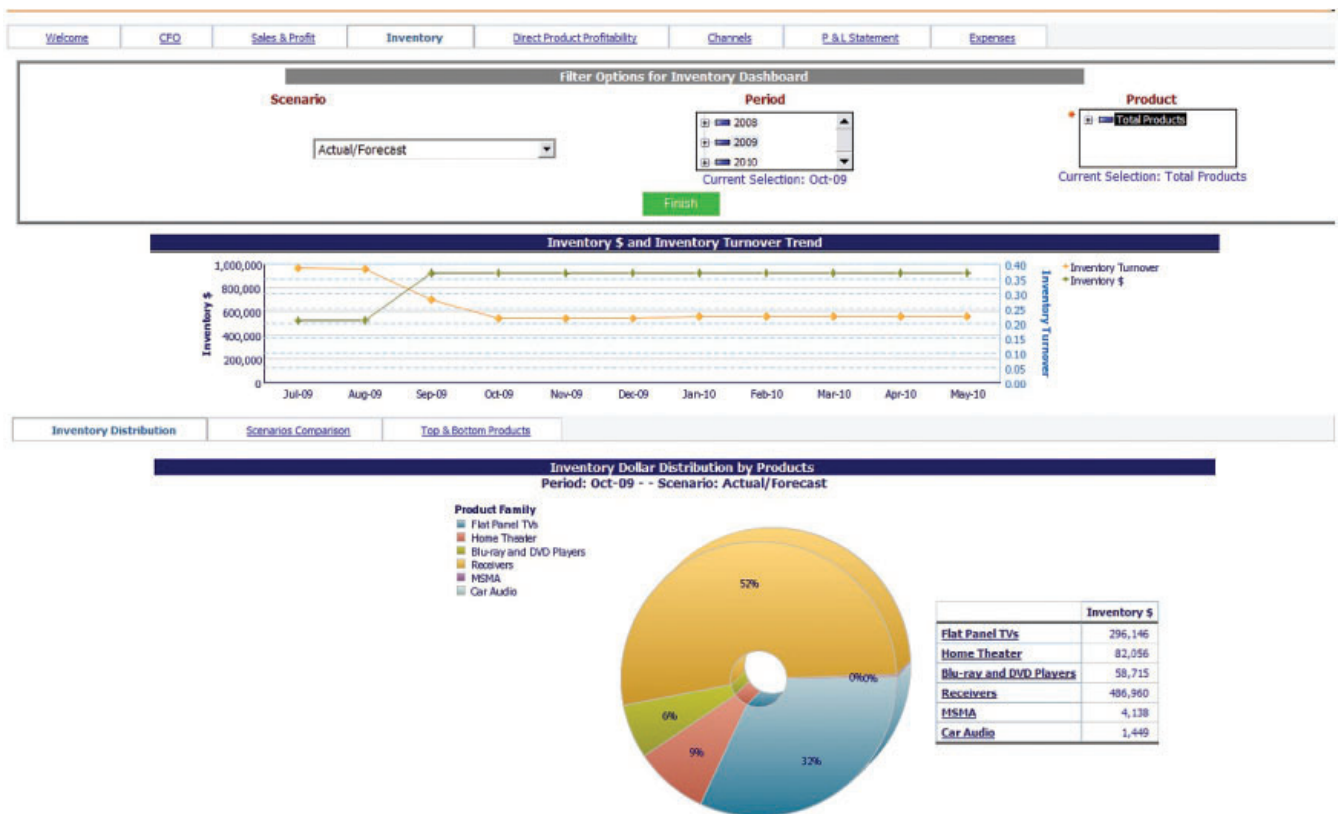 Welcome CFO Sales & Profit Inventory Direct Product Profitability Channels P & L Statement Expenses
Filter Options for Inventory Dashboard
Scenario Period Product
Actual/Forecast
2008
2009
2010
Current Selection: Oct-09
Total Products
Current Selection: Total Products
Finish
Inventory $ and Inventory Turnover Trend
Inventory $
1,000,000
800,000
600,000
400,000
200,000
0
Jul-09 Aug-09 Sep-09 Oct-09 Nov-09 Dec-09 Jan-10 Feb-10 Mar-10 Apr-10 May-10
0.40
0.35
0.30
0.25
0.20
0.15
0.10
0.05
0.00
Inventory Turnover
Inventory Turnover
Inventory $
Inventory Distribution Scenarios Comparison Top & Bottom Products
Inventory Dollar Distribution by Products
Period: Oct-09 - - Scenario: Actual/Forecast
Product Family
Flat Panel TVs
Home Theater
Blu-ray and DVD Players
Receivers
MSMA
Car Audio
52%
0%0%
6%
9%
32%
Inventory $
Flat Panel TVs 296,146
Home Theater 82,056
Blu-ray and DVD Players 58,715
Receivers 486,960
MSMA 4,138
Car Audio 1,449